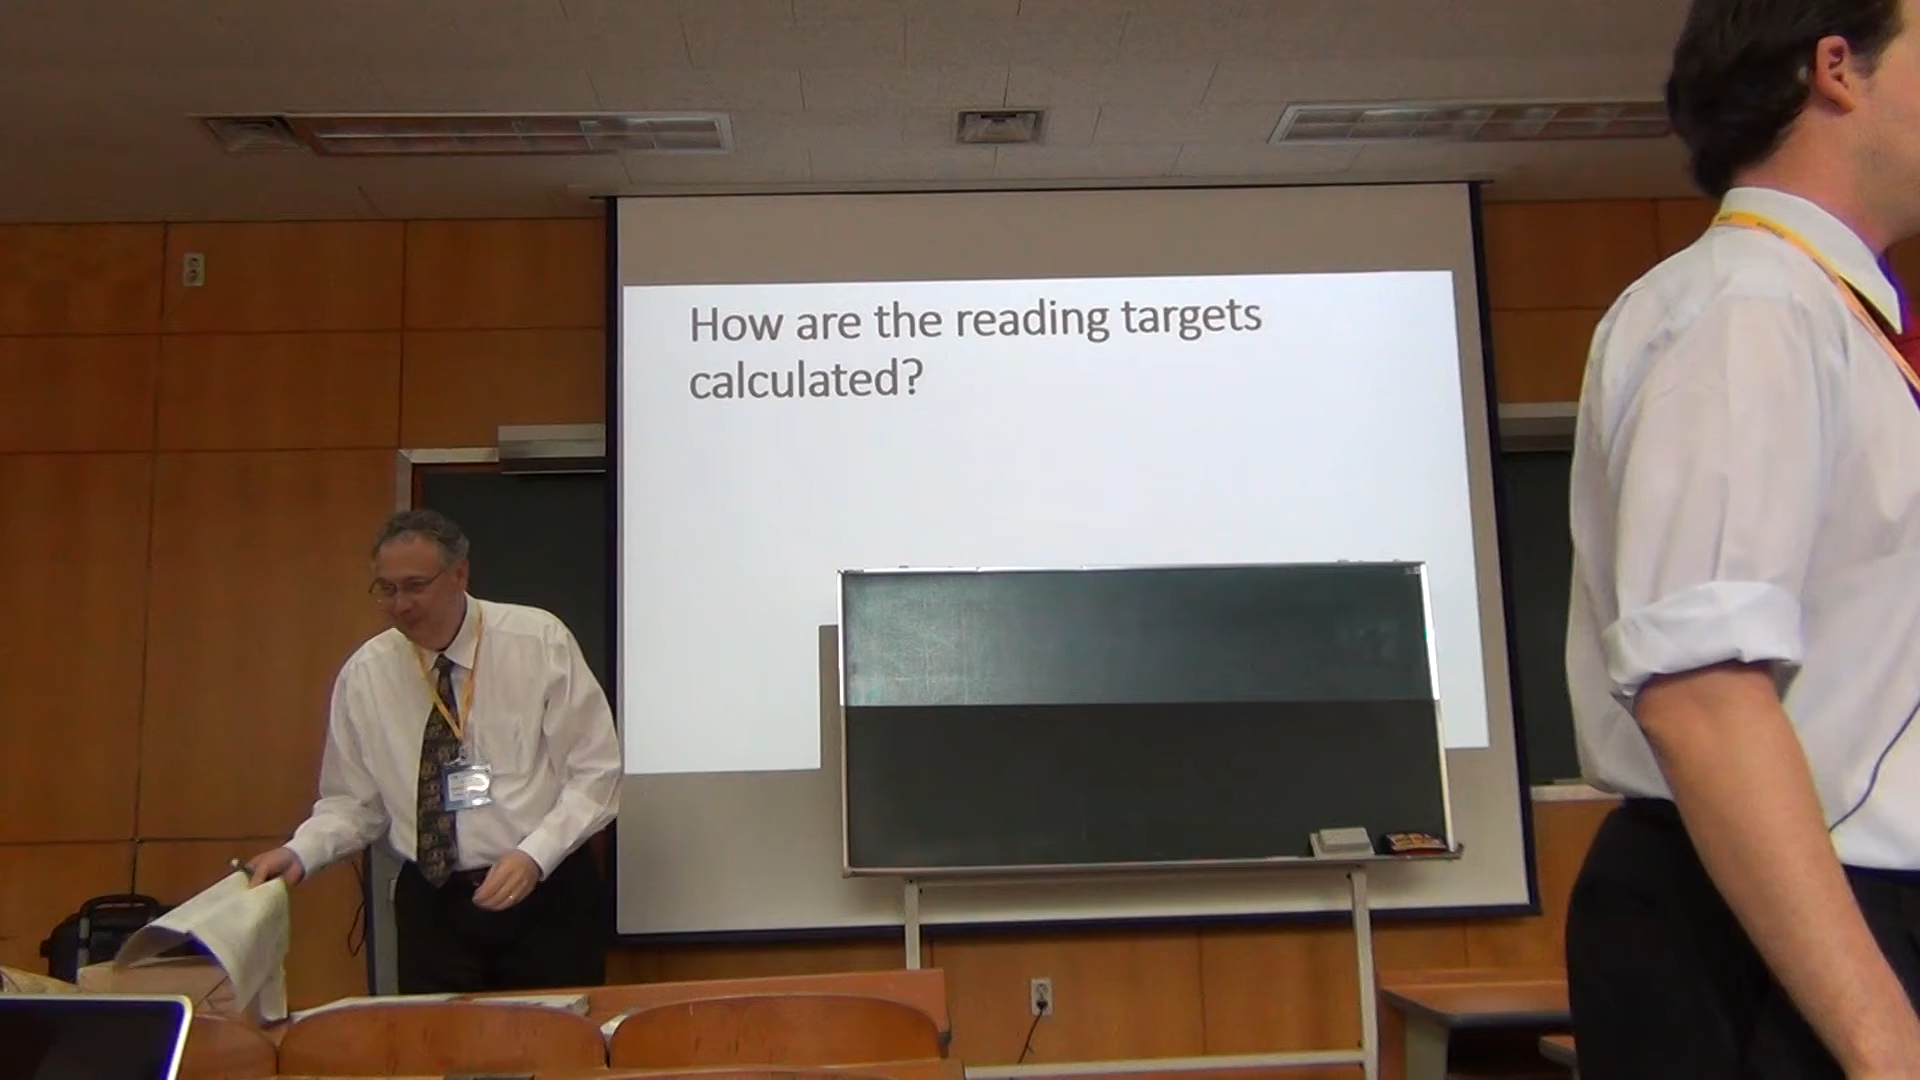 How are the reading targets
calculated?